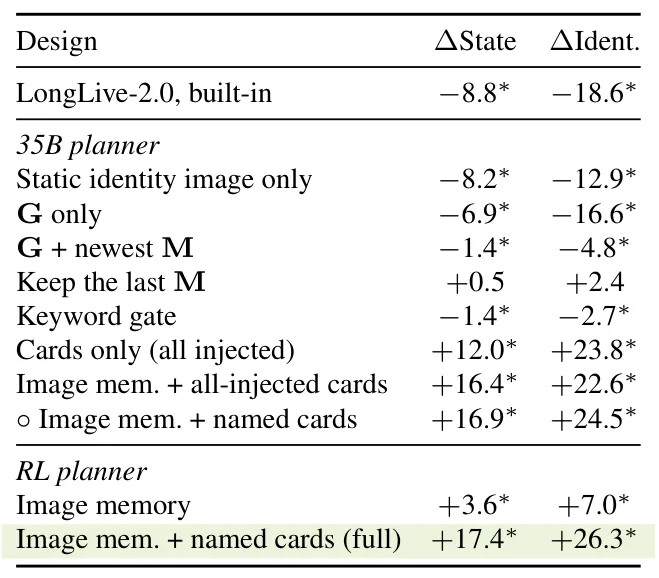 Design ΔState ΔIdent.
LongLive-2.0, built-in −8.8* −18.6*
35B planner
Static identity image only −8.2* −12.9*
G only −6.9* −16.6*
G + newest M −1.4* −4.8*
Keep the last M +0.5 +2.4
Keyword gate −1.4* −2.7*
Cards only (all injected) +12.0* +23.8*
Image mem. + all-injected cards +16.4* +22.6*
○ Image mem. + named cards +16.9* +24.5*
RL planner
Image memory +3.6* +7.0*
Image mem. + named cards (full) +17.4* +26.3*